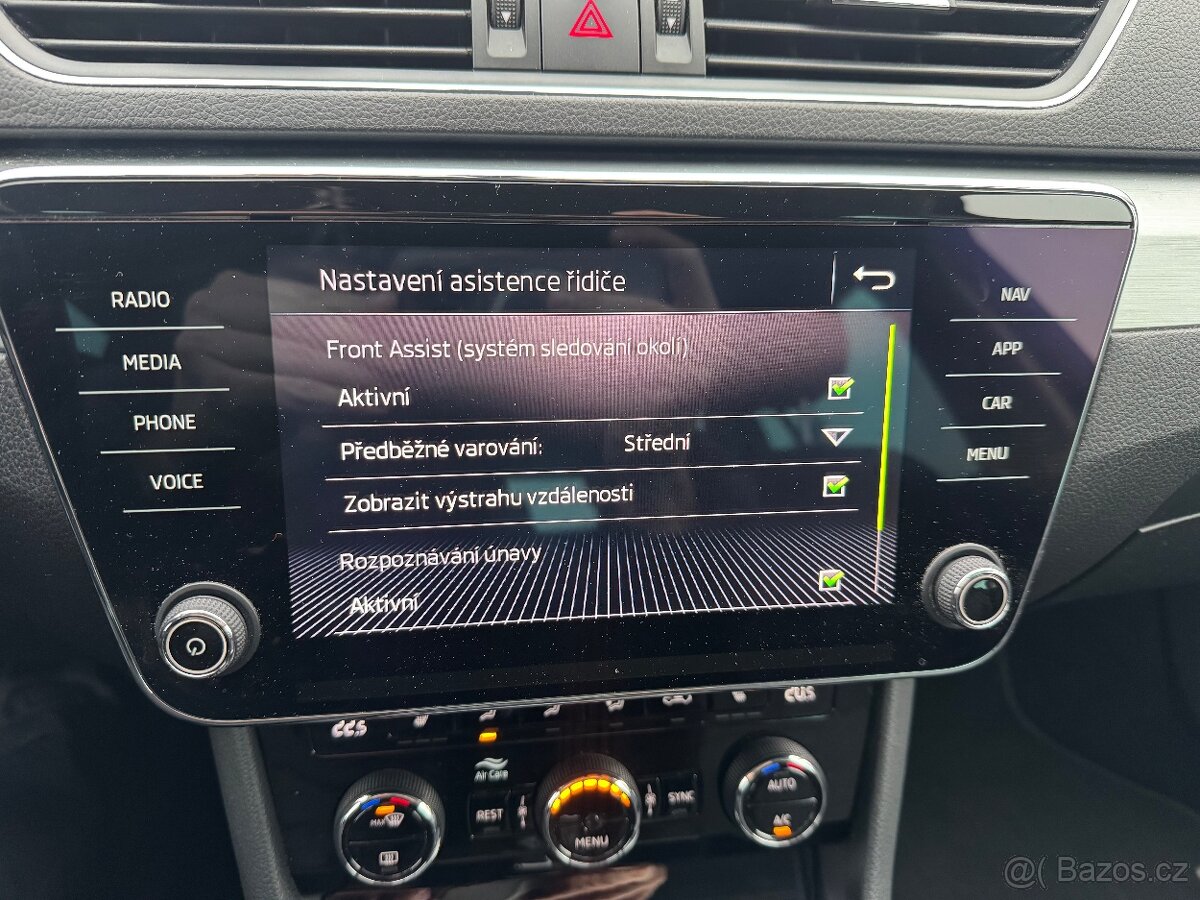 Nastavení asistence řidiče
RADIO
MEDIA
PHONE
VOICE
Front Assist (systém sledování okolí)
Aktivní
Předběžné varování: Střední
Zobrazit výstrahu vzdálenosti
Rozpoznávání únavy
Aktivní
NAV
APP
CAR
MENU
Air Care
MAX
REST
MENU
SYNC
AUTO
A/C
@( Bazos.cz